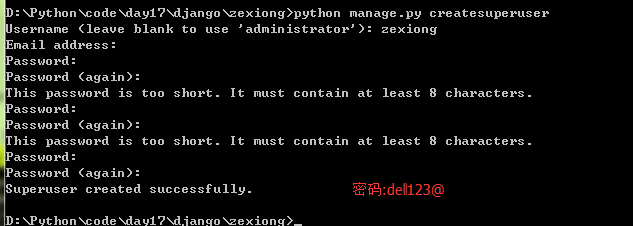 D:\Python\code\day17\django\zexiong>python manage.py createsuperuser
Username (leave blank to use 'administrator'): zexiong
Email address:
Password:
Password (again):
This password is too short. It must contain at least 8 characters.
Password:
Password (again):
This password is too short. It must contain at least 8 characters.
Password:
Password (again):
Superuser created successfully.
密码:dell123@
D:\Python\code\day17\django\zexiong>_